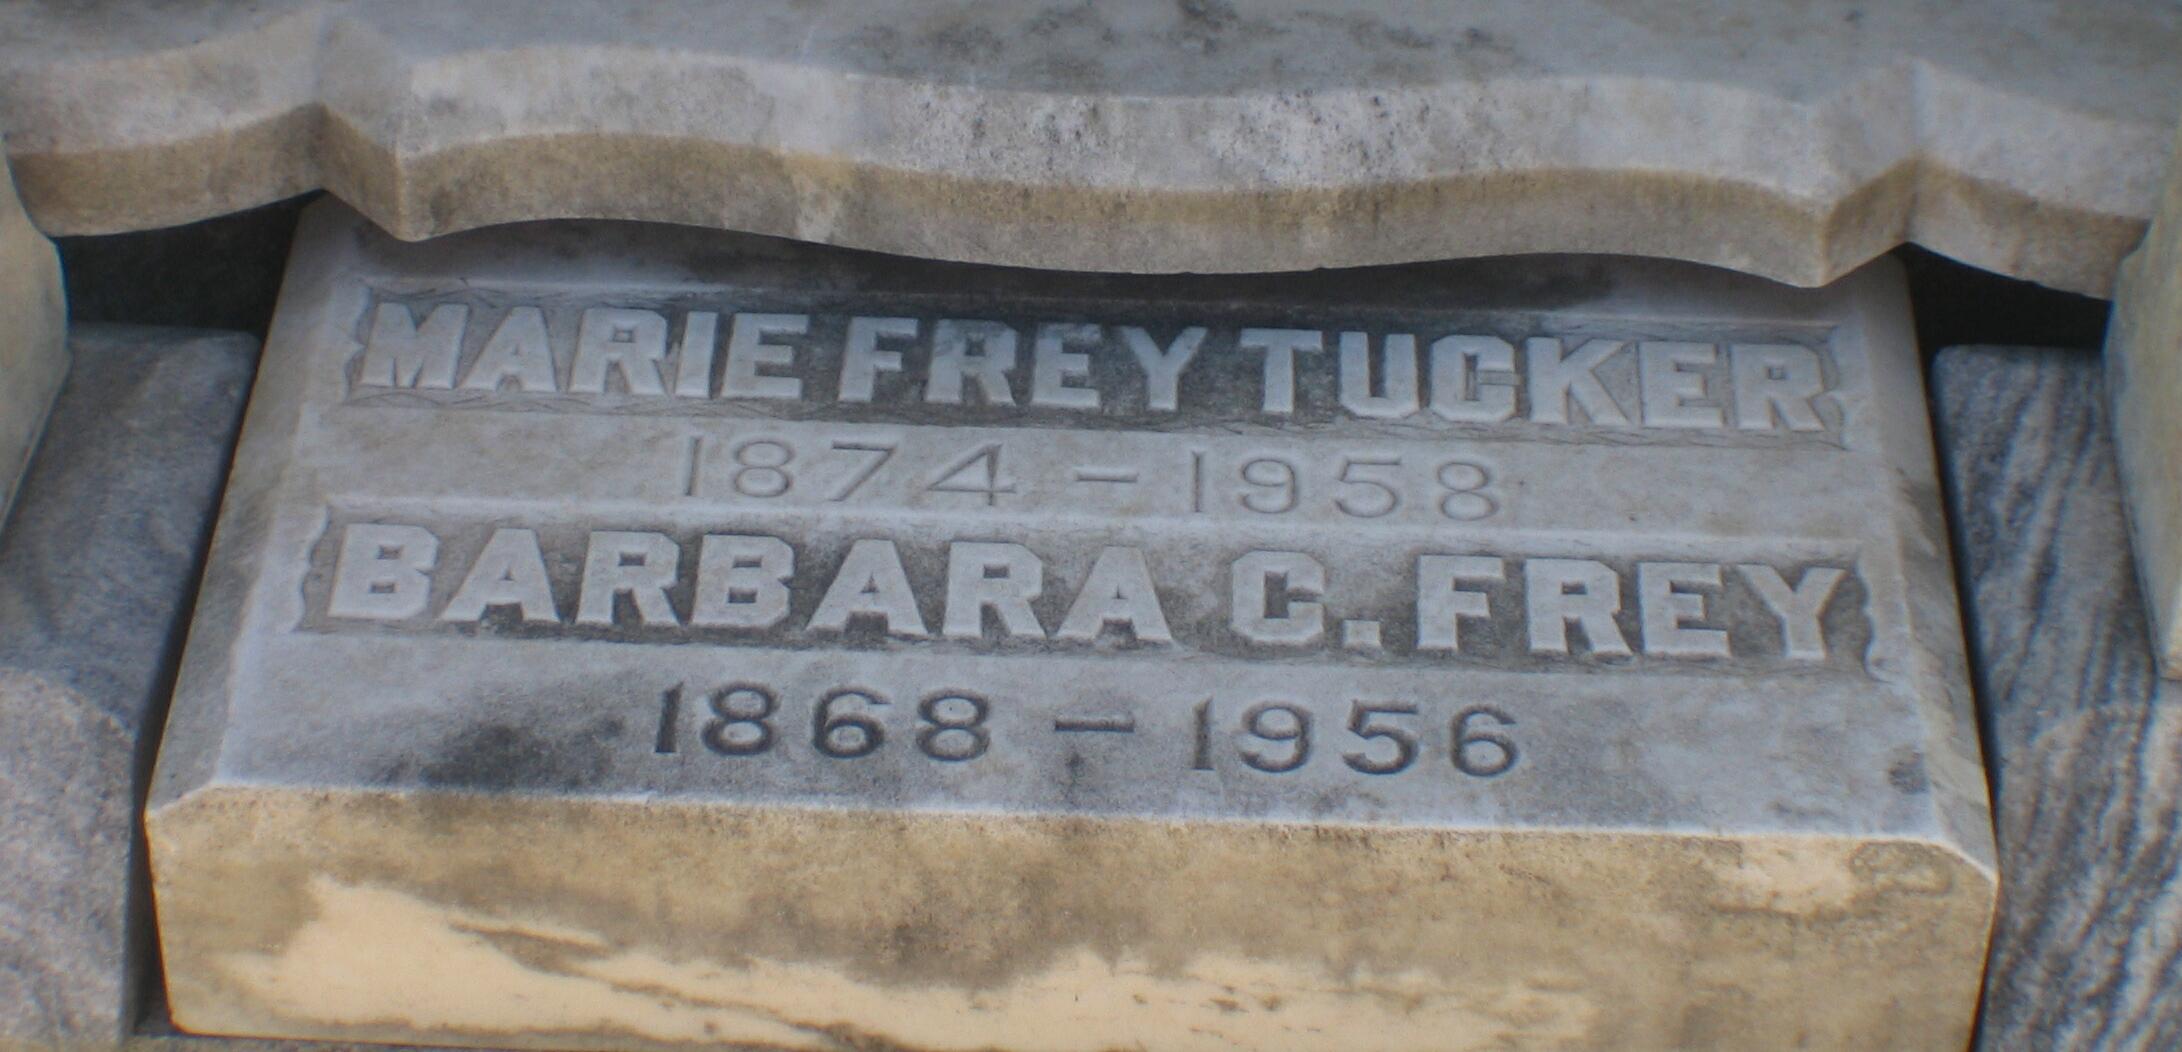 MARIE FREY TUCKER
1874 - 1958
BARBARA C. FREY
1868 - 1956